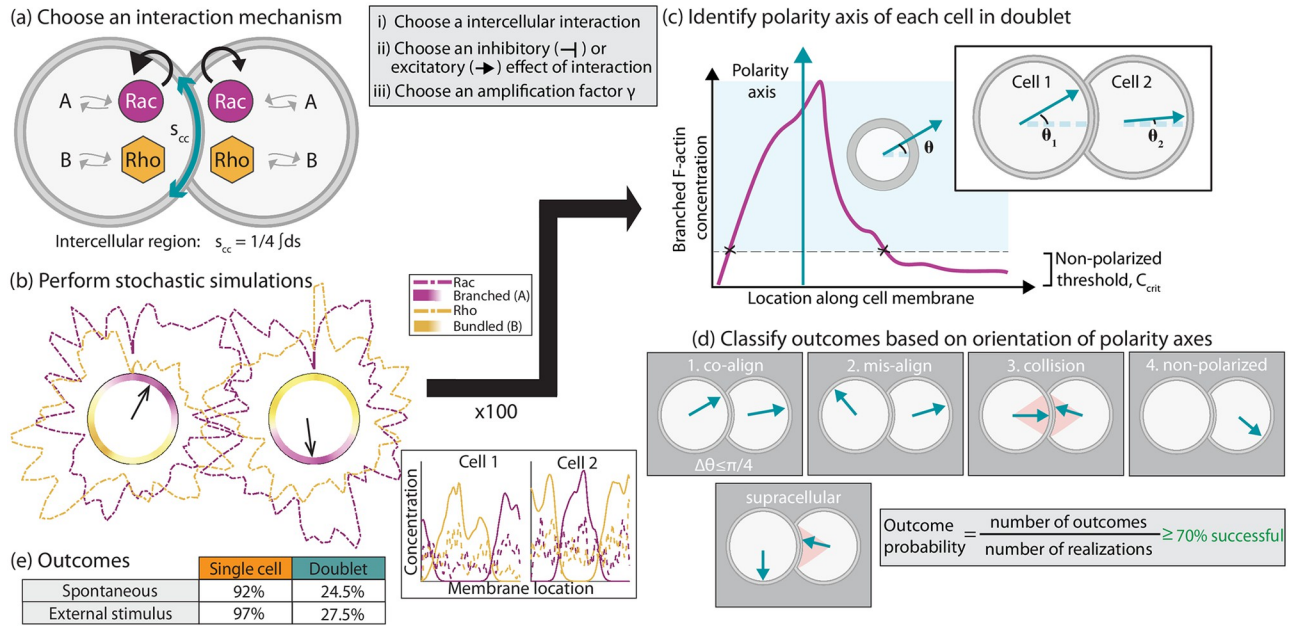 (a) Choose an interaction mechanism
A
Rac
Rac
A
s_cc
B
Rho
Rho
B
Intercellular region: s_cc = 1/4 ∫ds
i) Choose a intercellular interaction
ii) Choose an inhibitory (⊣) or
excitatory (→) effect of interaction
iii) Choose an amplification factor γ
(b) Perform stochastic simulations
Rac
Branched (A)
Rho
Bundled (B)
x100
Cell 1
Cell 2
Concentration
Membrane location
(c) Identify polarity axis of each cell in doublet
Polarity
axis
Branched F-actin
concentration
θ
Cell 1
Cell 2
θ₁
θ₂
Location along cell membrane
Non-polarized
threshold, C_crit
(d) Classify outcomes based on orientation of polarity axes
1. co-align
2. mis-align
3. collision
4. non-polarized
Δθ≤π/4
supracellular
Outcome
probability
=
number of outcomes
number of realizations
≥ 70% successful
(e) Outcomes
Single cell Doublet
Spontaneous 92% 24.5%
External stimulus 97% 27.5%